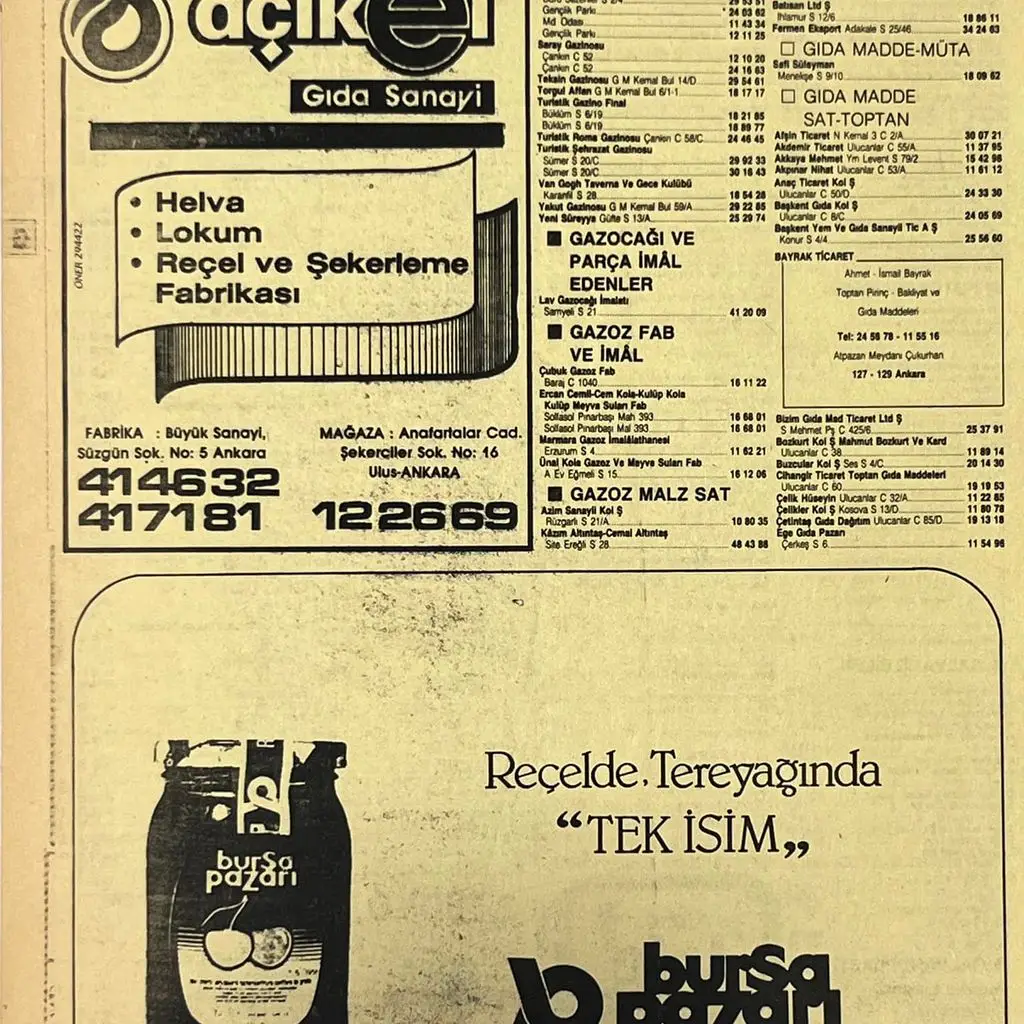 açıkel
Gıda Sanayi
• Helva
• Lokum
• Reçel ve Şekerleme
Fabrikası
ÖNER 294422
FABRİKA : Büyük Sanayi,
Süzgün Sok. No: 5 Ankara
414632
417181
MAĞAZA : Anafartalar Cad.
Şekerciler Sok. No: 16
Ulus-ANKARA
122669
Gençlik Parkı 24 03 62
Md Odası 11 43 34
Gençlik Parkı 12 11 25
Saray Gazinosu
Çankırı C 52 12 10 20
Çankırı C 52 24 16 63
Teksin Gazinosu G M Kemal Bul 14/D 29 54 61
Torgul Affan G M Kemal Bul 6/1-1 18 17 17
Turistik Gazino Final
Büklüm S 6/19 18 21 85
Büklüm S 6/19 18 89 77
Turistik Roma Gazinosu Çankırı C 58/C 24 46 45
Turistik Şehrazat Gazinosu
Sümer S 20/C 29 92 33
Sümer S 20/C 30 16 43
Van Gogh Taverna Ve Gece Kulübü
Karanfil S 28 18 54 28
Yakut Gazinosu G M Kemal Bul 59/A 29 22 85
Yeni Süreyya Gülte S 13/A 25 29 74
■ GAZOCAĞI VE
PARÇA İMÂL
EDENLER
Lav Gazocağı İmalatı
Samyeli S 21 41 20 09
■ GAZOZ FAB
VE İMÂL
Çubuk Gazoz Fab
Baraj C 1040 16 11 22
Ercan Cemil-Cem Kola-Kulüp Kola
Kulüp Meyva Suları Fab
Solfasol Pınarbaşı Mah 393 16 68 01
Solfasol Pınarbaşı Mal 393 16 68 01
Marmara Gazoz İmalâthanesi
Erzurum S 4 11 62 21
Ünal Kola Gazoz Ve Meyve Suları Fab
A Ev Eğmeli S 15 16 12 06
■ GAZOZ MALZ SAT
Azim Sanayii Kol Ş
Rüzgarlı S 21/A 10 80 35
Kâzım Altıntaş-Cemal Altıntaş
Site Ereğli S 28 48 43 88
Batısan Ltd Ş
Ihlamur S 12/6 18 86 11
Fermen Eksport Adakale S 25/46 34 24 63
□ GIDA MADDE-MÜTA
Safi Süleyman
Menekşe S 9/10 18 09 62
□ GIDA MADDE
SAT-TOPTAN
Afşin Ticaret N Kemal 3 C 2/A 30 07 21
Akdemir Ticaret Ulucanlar C 55/A 11 37 95
Akkaya Mehmet Ym Levent S 79/2 15 42 98
Akpınar Nihat Ulucanlar C 53/A 11 61 12
Anaç Ticaret Kol Ş
Ulucanlar C 50/D 24 33 30
Başkent Gıda Kol Ş
Ulucanlar C 8/C 24 05 69
Başkent Yem Ve Gıda Sanayii Tic A Ş
Konur S 4/4 25 56 60
BAYRAK TİCARET
Ahmet - İsmail Bayrak
Toptan Pirinç - Bakliyat ve
Gıda Maddeleri
Tel: 24 58 78 - 11 55 16
Atpazarı Meydanı Çukurhan
127 - 129 Ankara
Bizim Gıda Mad Ticaret Ltd Ş
S Mehmet Pş C 425/6 25 37 91
Bozkurt Kol Ş Mahmut Bozkurt Ve Kard
Ulucanlar C 38 11 89 14
Buzcular Kol Ş Ses S 4/C 20 14 30
Cihangir Ticaret Toptan Gıda Maddeleri
Ulucanlar C 60 19 19 53
Çelik Hüseyin Ulucanlar C 32/A 11 22 85
Çelikler Kol Ş Kosova S 13/D 11 80 78
Çetintaş Gıda Dağıtım Ulucanlar C 85/D 19 13 18
Ege Gıda Pazarı
Çerkeş S 6 11 54 96
Reçelde, Tereyağında
“TEK İSİM„
bursa
pazarı
bursa
pazarı